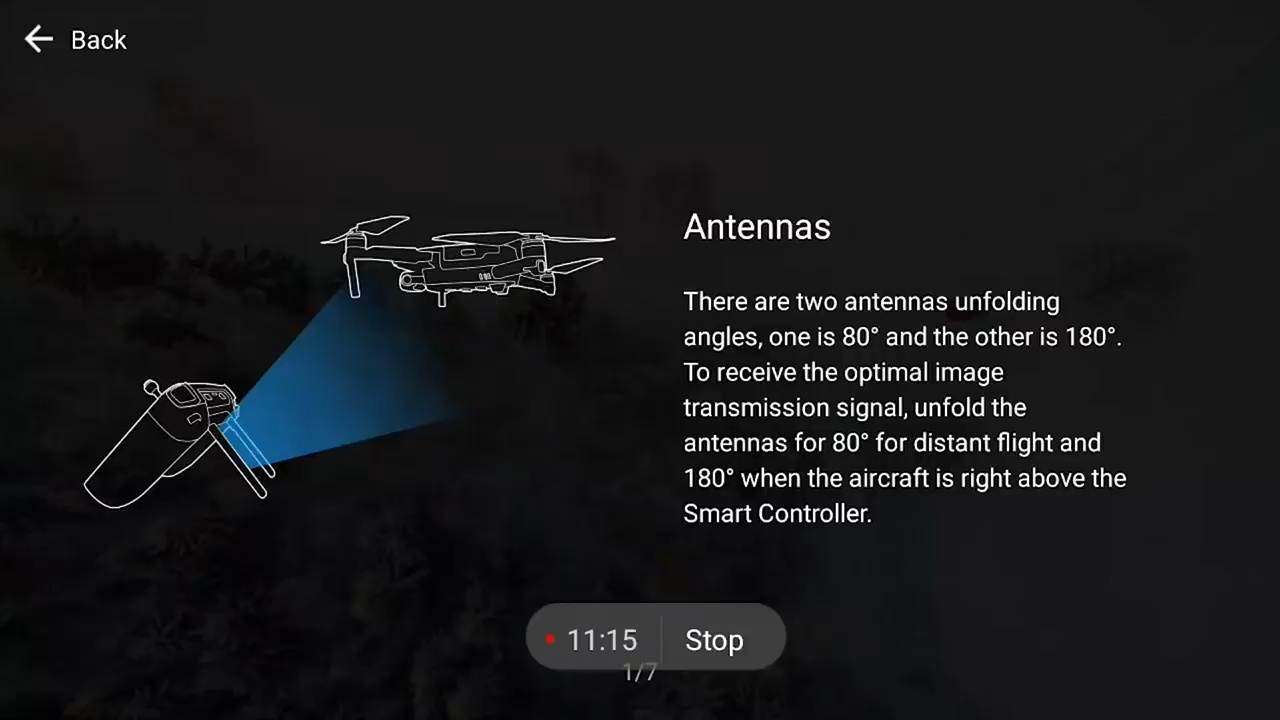 Back
Antennas
There are two antennas unfolding
angles, one is 80° and the other is 180°.
To receive the optimal image
transmission signal, unfold the
antennas for 80° for distant flight and
180° when the aircraft is right above the
Smart Controller.
11:15 Stop
1/7